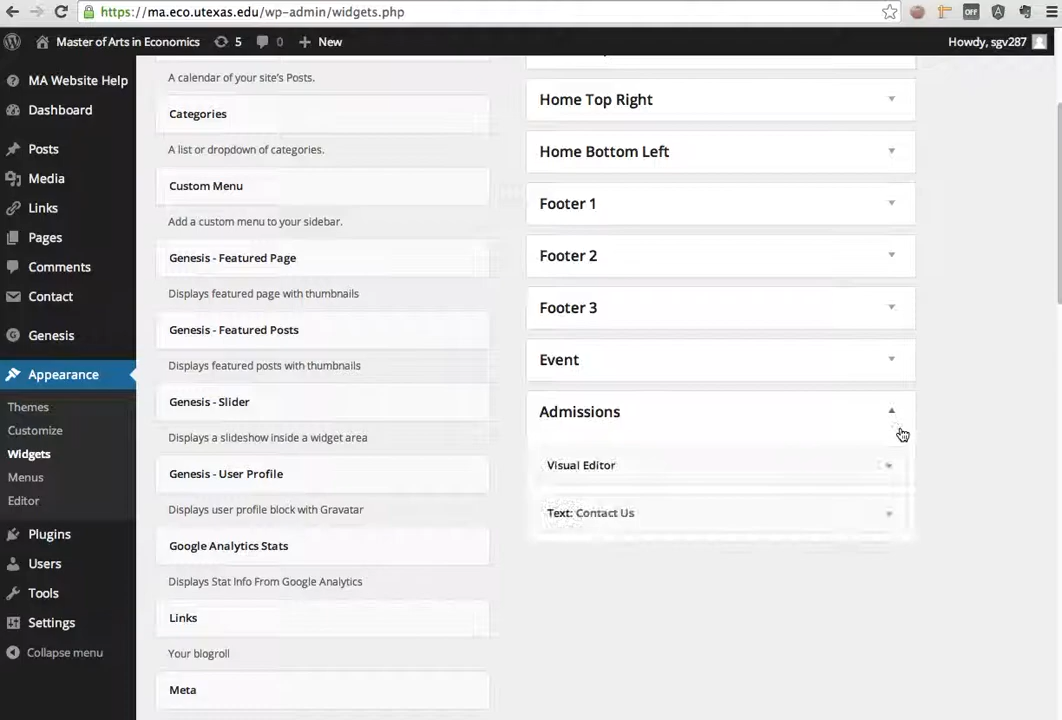 https://ma.eco.utexas.edu/wp-admin/widgets.php
OFF
Master of Arts in Economics 5 0 New Howdy, sgv287
MA Website Help
Dashboard
Posts
Media
Links
Pages
Comments
Contact
Genesis
Appearance
Themes
Customize
Widgets
Menus
Editor
Plugins
Users
Tools
Settings
Collapse menu
A calendar of your site's Posts.
Categories
A list or dropdown of categories.
Custom Menu
Add a custom menu to your sidebar.
Genesis - Featured Page
Displays featured page with thumbnails
Genesis - Featured Posts
Displays featured posts with thumbnails
Genesis - Slider
Displays a slideshow inside a widget area
Genesis - User Profile
Displays user profile block with Gravatar
Google Analytics Stats
Displays Stat Info From Google Analytics
Links
Your blogroll
Meta
Home Top Right
Home Bottom Left
Footer 1
Footer 2
Footer 3
Event
Admissions
Visual Editor
Text: Contact Us